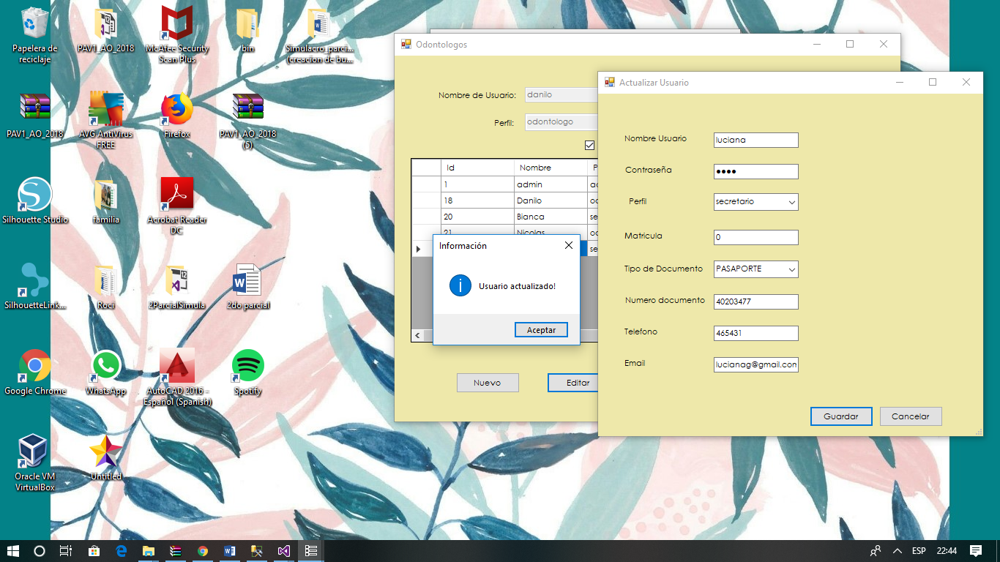 Papelera de
reciclaje
PAV1_AO_2018
McAfee Security
Scan Plus
bin
Simulacro_parci...
(creacion de bu...
PAV1_AO_2018
AVG AntiVirus
FREE
Firefox
PAV1_AO_2018
(5)
Silhouette Studio
familia
Acrobat Reader
DC
SilhouetteLink...
Roci
2ParcialSimula
2do parcial
Google Chrome
WhatsApp
AutoCAD 2016 -
Español (Spanish)
Spotify
Oracle VM
VirtualBox
Untitled
Odontologos
Nombre de Usuario: danilo
Perfil: odontologo
Id Nombre P
1 admin
18 Danilo
20 Bianca se
21 Nicolas
se
Nuevo
Editar
Información
Usuario actualizado!
Aceptar
Actualizar Usuario
Nombre Usuario luciana
Contraseña ●●●●
Perfil secretario
Matricula 0
Tipo de Documento PASAPORTE
Numero documento 40203477
Telefono 465431
Email lucianag@gmail.con
Guardar
Cancelar
ESP
22:44